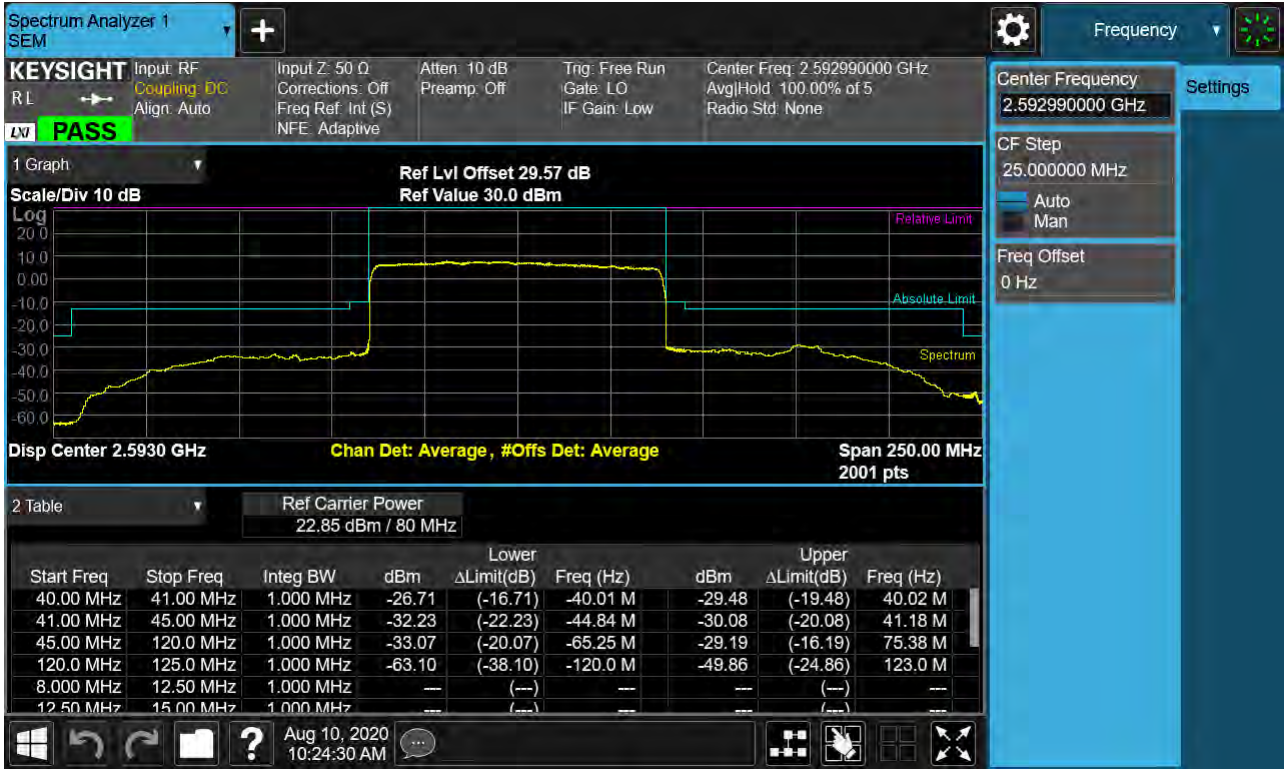 Spectrum Analyzer 1
SEM
+
Frequency
KEYSIGHT
RL
LXI
PASS
Input: RF
Coupling: DC
Align: Auto
Input Z: 50 Ω
Corrections: Off
Freq Ref: Int (S)
NFE: Adaptive
Atten: 10 dB
Preamp: Off
Trig: Free Run
Gate: LO
IF Gain: Low
Center Freq: 2.592990000 GHz
Avg|Hold: 100.00% of 5
Radio Std: None
Center Frequency
2.592990000 GHz
Settings
CF Step
25.000000 MHz
Auto
Man
Freq Offset
0 Hz
1 Graph
Scale/Div 10 dB
Ref Lvl Offset 29.57 dB
Ref Value 30.0 dBm
Log
Relative Limit
20.0
10.0
0.00
-10.0
Absolute Limit
-20.0
-30.0
Spectrum
-40.0
-50.0
-60.0
Disp Center 2.5930 GHz
Chan Det: Average , #Offs Det: Average
Span 250.00 MHz
2001 pts
2 Table
Ref Carrier Power
22.85 dBm / 80 MHz
Lower Upper
Start Freq Stop Freq Integ BW dBm ΔLimit(dB) Freq (Hz) dBm ΔLimit(dB) Freq (Hz)
40.00 MHz 41.00 MHz 1.000 MHz -26.71 (-16.71) -40.01 M -29.48 (-19.48) 40.02 M
41.00 MHz 45.00 MHz 1.000 MHz -32.23 (-22.23) -44.84 M -30.08 (-20.08) 41.18 M
45.00 MHz 120.0 MHz 1.000 MHz -33.07 (-20.07) -65.25 M -29.19 (-16.19) 75.38 M
120.0 MHz 125.0 MHz 1.000 MHz -63.10 (-38.10) -120.0 M -49.86 (-24.86) 123.0 M
8.000 MHz 12.50 MHz 1.000 MHz --- (---) --- --- (---) ---
12.50 MHz 15.00 MHz 1.000 MHz --- (---) --- --- (---) ---
?
Aug 10, 2020
10:24:30 AM